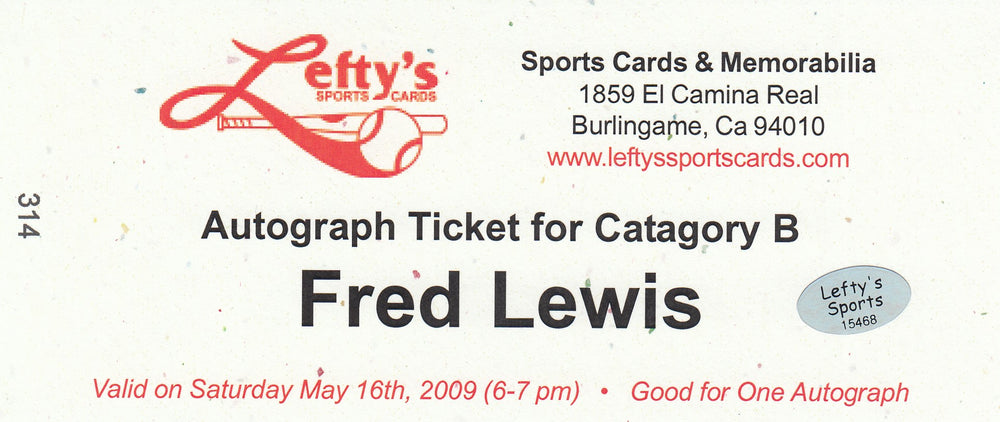 Lefty's
SPORTS CARDS
Sports Cards & Memorabilia
1859 El Camina Real
Burlingame, Ca 94010
www.leftyssportscards.com
314
Autograph Ticket for Catagory B
Fred Lewis
Lefty's
Sports
15468
Valid on Saturday May 16th, 2009 (6-7 pm) • Good for One Autograph